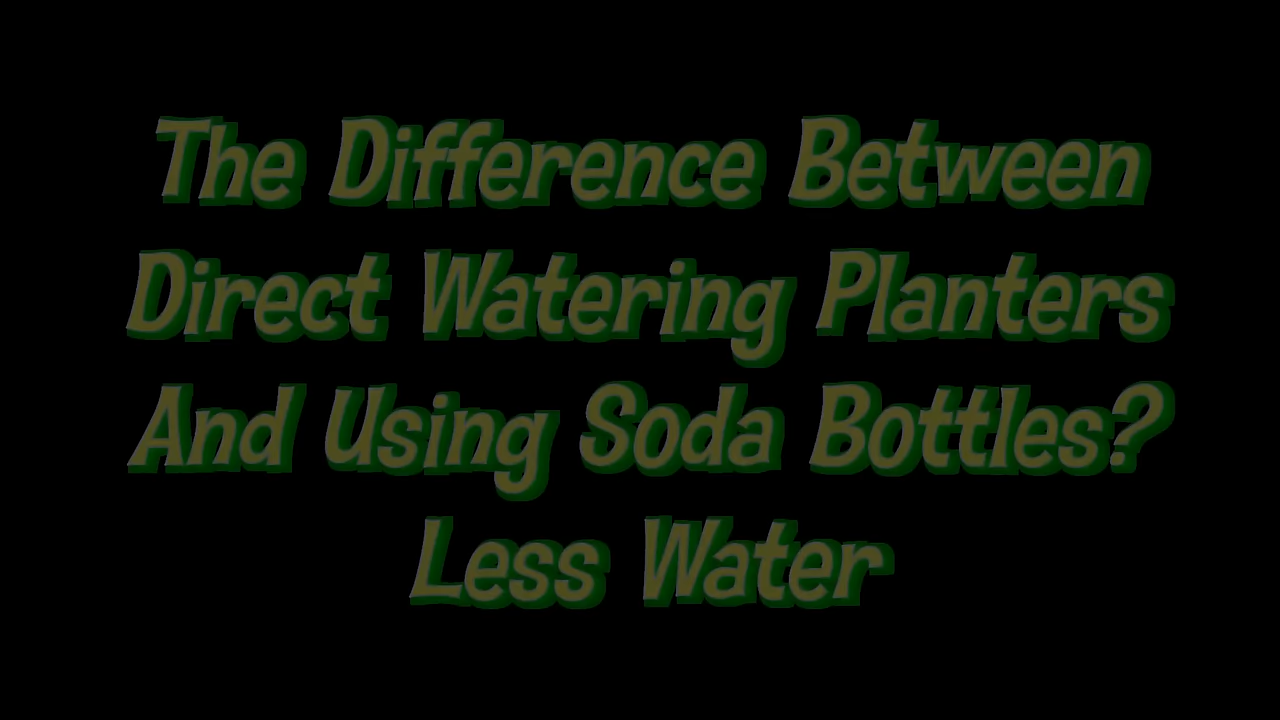 The Difference Between
Direct Watering Planters
And Using Soda Bottles?
Less Water